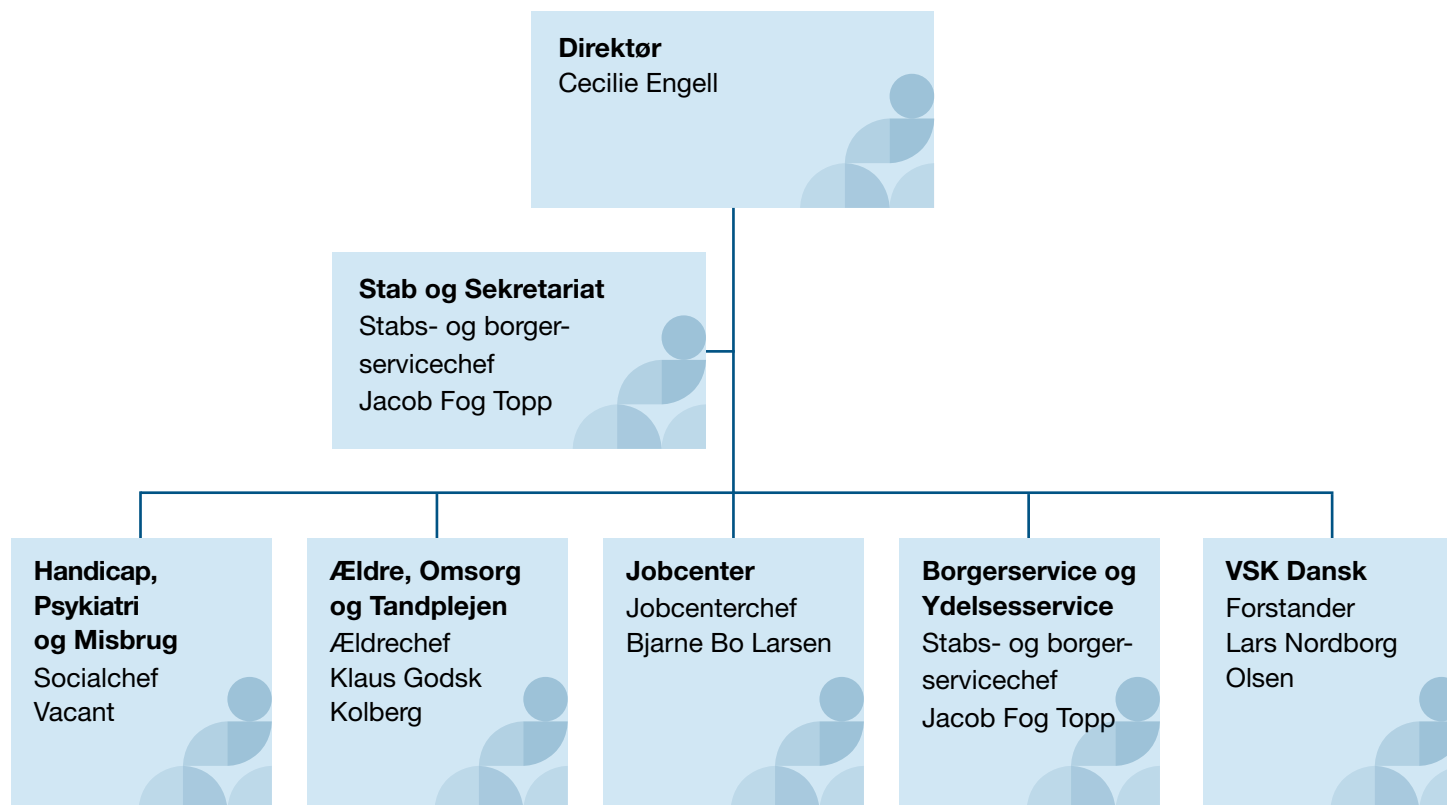 Direktør
Cecilie Engell
Stab og Sekretariat
Stabs- og borger-
servicechef
Jacob Fog Topp
Handicap,
Psykiatri
og Misbrug
Socialchef
Vacant
Ældre, Omsorg
og Tandplejen
Ældrechef
Klaus Godsk
Kolberg
Jobcenter
Jobcenterchef
Bjarne Bo Larsen
Borgerservice og
Ydelsesservice
Stabs- og borger-
servicechef
Jacob Fog Topp
VSK Dansk
Forstander
Lars Nordborg
Olsen